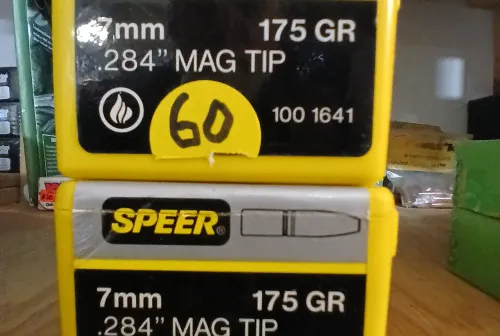 7mm 175 GR
.284” MAG TIP
60
100 1641
SPEER®
7mm 175 GR
.284” MAG TIP